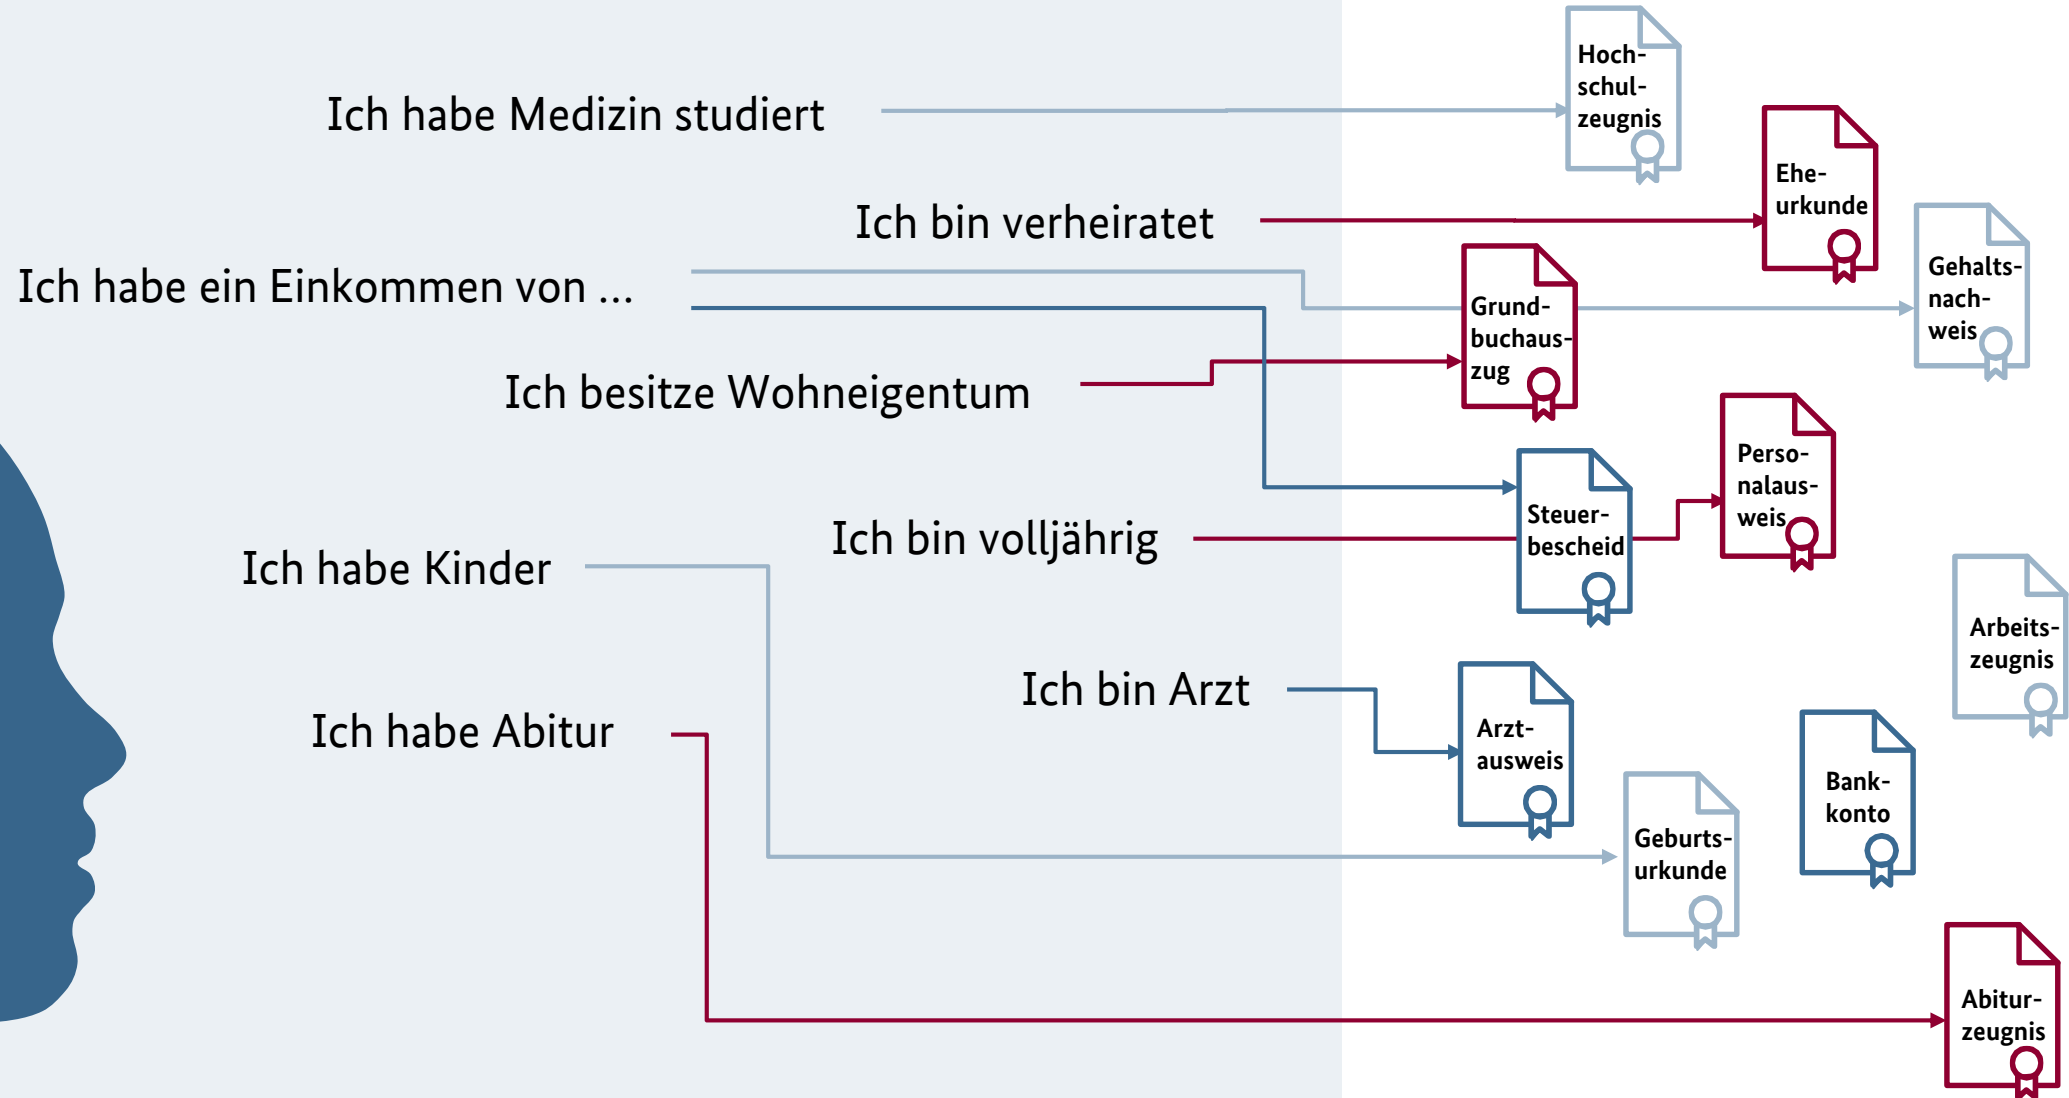 Ich habe Medizin studiert
Ich bin verheiratet
Ich habe ein Einkommen von ...
Ich besitze Wohneigentum
Ich bin volljährig
Ich habe Kinder
Ich bin Arzt
Ich habe Abitur
Hoch-
schul-
zeugnis
Ehe-
urkunde
Gehalts-
nach-
weis
Grund-
buchaus-
zug
Perso-
nalaus-
weis
Steuer-
bescheid
Arbeits-
zeugnis
Arzt-
ausweis
Bank-
konto
Geburts-
urkunde
Abitur-
zeugnis